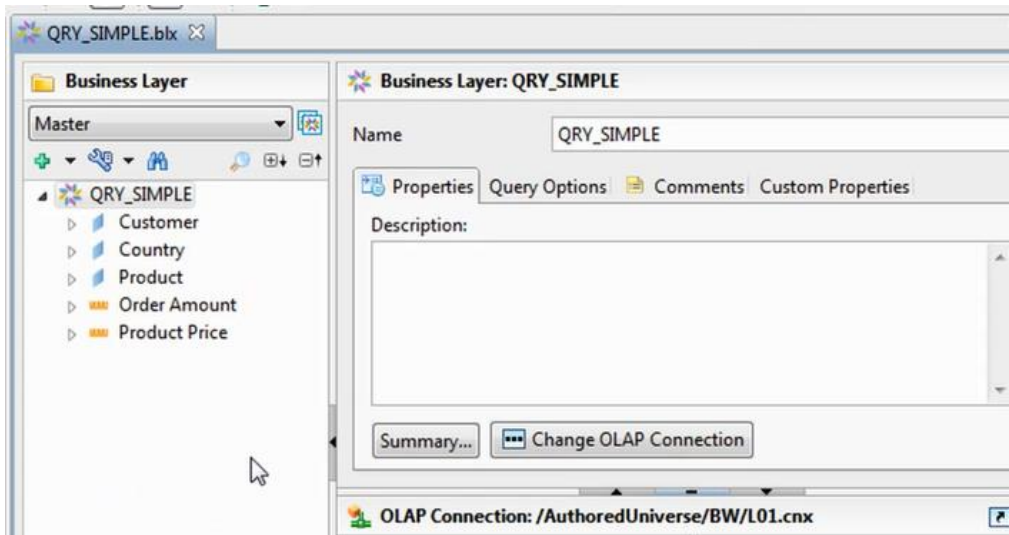 QRY_SIMPLE.blx
Business Layer
Master
QRY_SIMPLE
Customer
Country
Product
Order Amount
Product Price
Business Layer: QRY_SIMPLE
Name QRY_SIMPLE
Properties Query Options Comments Custom Properties
Description:
Summary... Change OLAP Connection
OLAP Connection: /AuthoredUniverse/BW/L01.cnx